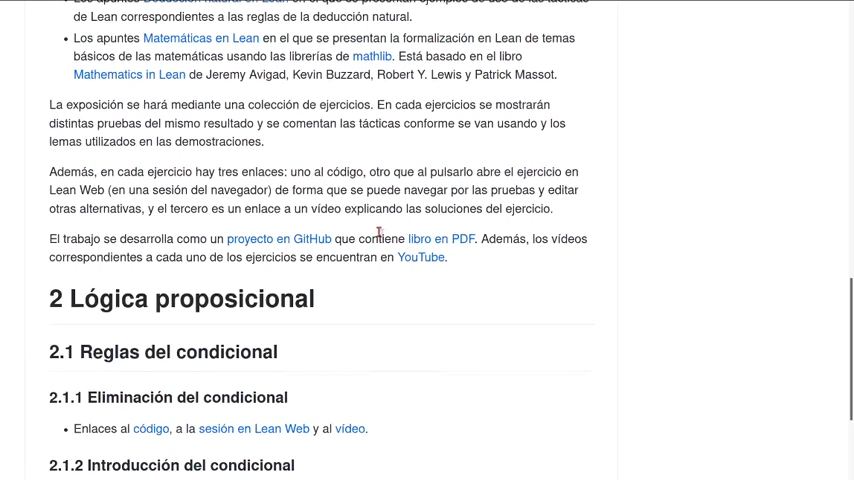 de Lean correspondientes a las reglas de la deducción natural.
• Los apuntes Matemáticas en Lean en el que se presentan la formalización en Lean de temas
básicos de las matemáticas usando las librerías de mathlib. Está basado en el libro
Mathematics in Lean de Jeremy Avigad, Kevin Buzzard, Robert Y. Lewis y Patrick Massot.
La exposición se hará mediante una colección de ejercicios. En cada ejercicios se mostrarán
distintas pruebas del mismo resultado y se comentan las tácticas conforme se van usando y los
lemas utilizados en las demostraciones.
Además, en cada ejercicio hay tres enlaces: uno al código, otro que al pulsarlo abre el ejercicio en
Lean Web (en una sesión del navegador) de forma que se puede navegar por las pruebas y editar
otras alternativas, y el tercero es un enlace a un vídeo explicando las soluciones del ejercicio.
El trabajo se desarrolla como un proyecto en GitHub que contiene libro en PDF. Además, los vídeos
correspondientes a cada uno de los ejercicios se encuentran en YouTube.
2 Lógica proposicional
2.1 Reglas del condicional
2.1.1 Eliminación del condicional
• Enlaces al código, a la sesión en Lean Web y al vídeo.
2.1.2 Introducción del condicional